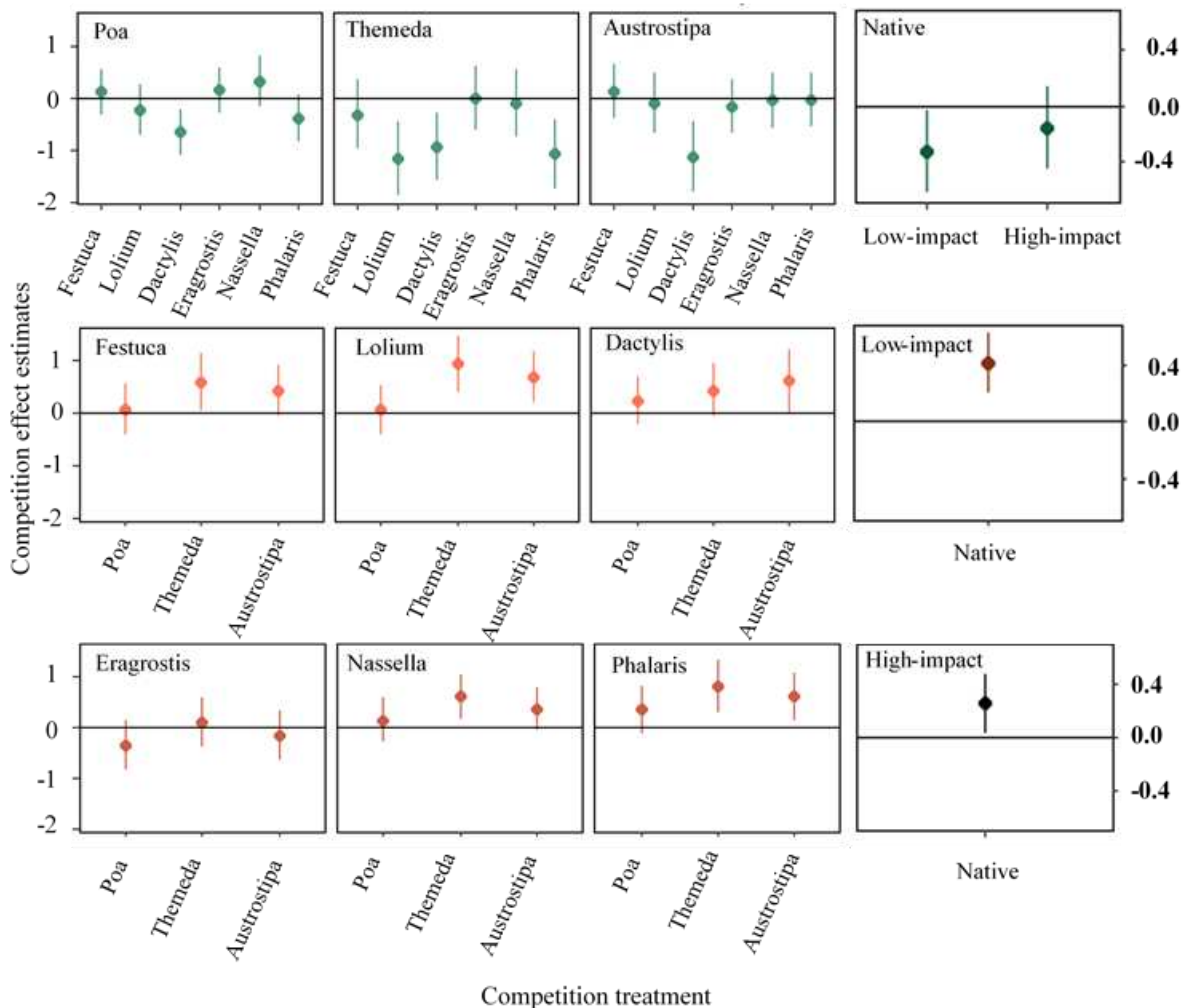 Poa
Themeda
Austrostipa
Native
1
0
-1
-2
0.4
0.0
-0.4
Festuca
Lolium
Dactylis
Eragrostis
Nassella
Phalaris
Festuca
Lolium
Dactylis
Eragrostis
Nassella
Phalaris
Festuca
Lolium
Dactylis
Eragrostis
Nassella
Phalaris
Low-impact
High-impact
Competition effect estimates
Festuca
Lolium
Dactylis
Low-impact
1
0
-1
-2
0.4
0.0
-0.4
Poa
Themeda
Austrostipa
Poa
Themeda
Austrostipa
Poa
Themeda
Austrostipa
Native
Eragrostis
Nassella
Phalaris
High-impact
1
0
-1
-2
0.4
0.0
-0.4
Poa
Themeda
Austrostipa
Poa
Themeda
Austrostipa
Poa
Themeda
Austrostipa
Native
Competition treatment